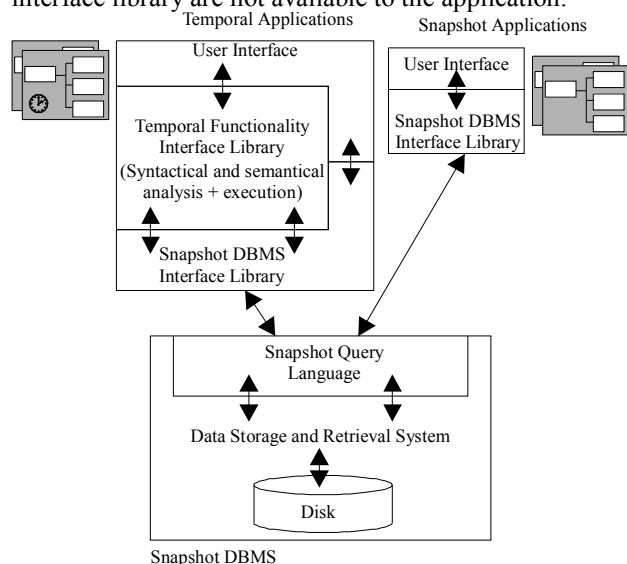 interface library are not available to the application.
Temporal Applications
Snapshot Applications
User Interface
Temporal Functionality
Interface Library
(Syntactical and semantical
analysis + execution)
Snapshot DBMS
Interface Library
User Interface
Snapshot DBMS
Interface Library
Snapshot Query
Language
Data Storage and Retrieval System
Disk
Snapshot DBMS